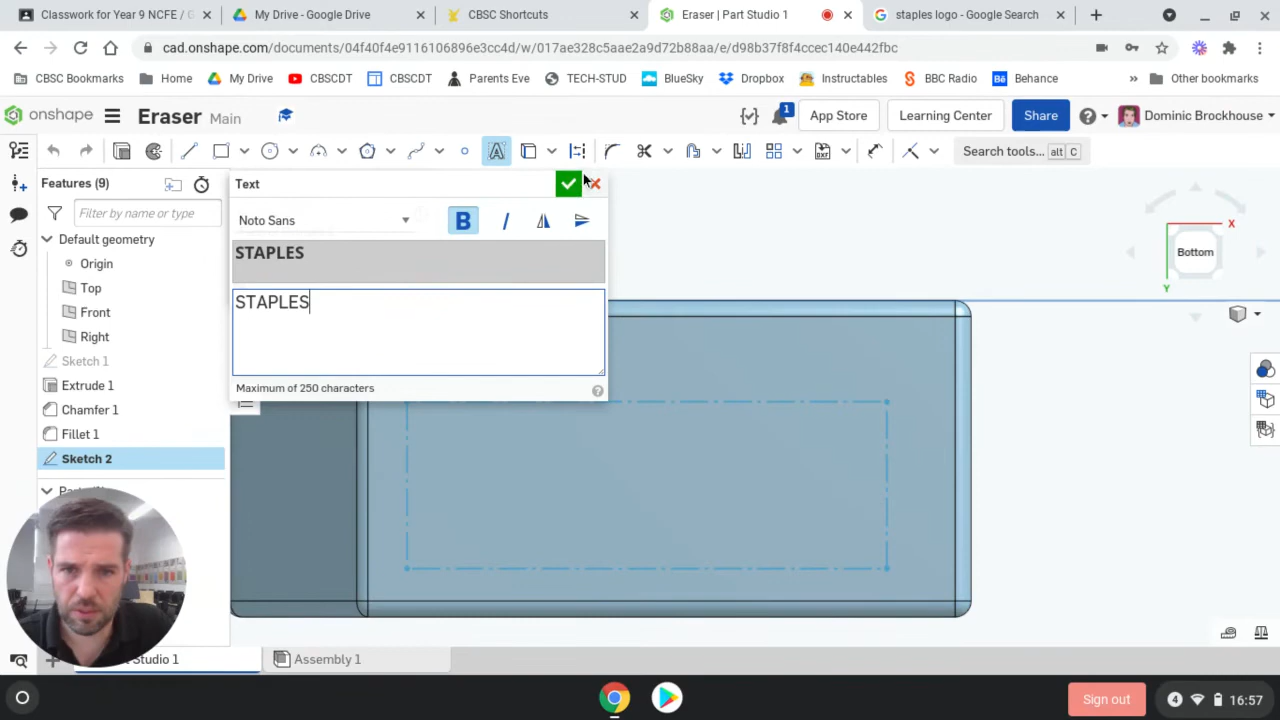 Classwork for Year 9 NCFE / G
My Drive - Google Drive
CBSC Shortcuts
Eraser | Part Studio 1
staples logo - Google Search
cad.onshape.com/documents/04f40f4e9116106896e3cc4d/w/017ae328c5aae2a9d72b88aa/e/d98b37f8f4ccec140e442fbc
CBSC Bookmarks
Home
My Drive
CBSCDT
CBSCDT
Parents Eve
TECH-STUD
BlueSky
Dropbox
Instructables
BBC Radio
Behance
Other bookmarks
onshape
Eraser Main
1
App Store
Learning Center
Share
Dominic Brockhouse
Search tools... alt C
Features (9)
Filter by name or type
Default geometry
Origin
Top
Front
Right
Sketch 1
Extrude 1
Chamfer 1
Fillet 1
Sketch 2
Text
Noto Sans
B I
STAPLES
STAPLES
Maximum of 250 characters
Bottom
X
Y
Studio 1
Assembly 1
Sign out
4
16:57